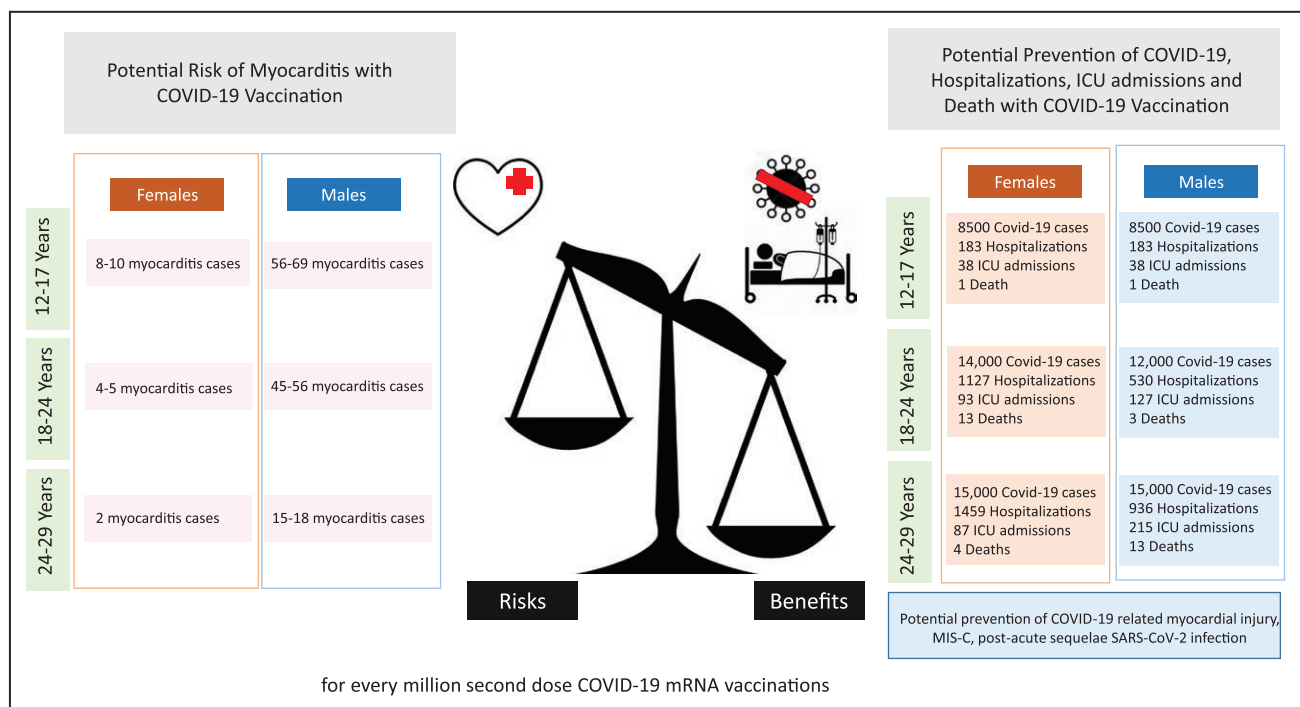 Potential Risk of Myocarditis with
COVID-19 Vaccination
Females
Males
12-17 Years
8-10 myocarditis cases
56-69 myocarditis cases
18-24 Years
4-5 myocarditis cases
45-56 myocarditis cases
24-29 Years
2 myocarditis cases
15-18 myocarditis cases
Risks
Benefits
Potential Prevention of COVID-19,
Hospitalizations, ICU admissions and
Death with COVID-19 Vaccination
Females
Males
12-17 Years
8500 Covid-19 cases
183 Hospitalizations
38 ICU admissions
1 Death
8500 Covid-19 cases
183 Hospitalizations
38 ICU admissions
1 Death
18-24 Years
14,000 Covid-19 cases
1127 Hospitalizations
93 ICU admissions
13 Deaths
12,000 Covid-19 cases
530 Hospitalizations
127 ICU admissions
3 Deaths
24-29 Years
15,000 Covid-19 cases
1459 Hospitalizations
87 ICU admissions
4 Deaths
15,000 Covid-19 cases
936 Hospitalizations
215 ICU admissions
13 Deaths
Potential prevention of COVID-19 related myocardial injury,
MIS-C, post-acute sequelae SARS-CoV-2 infection
for every million second dose COVID-19 mRNA vaccinations